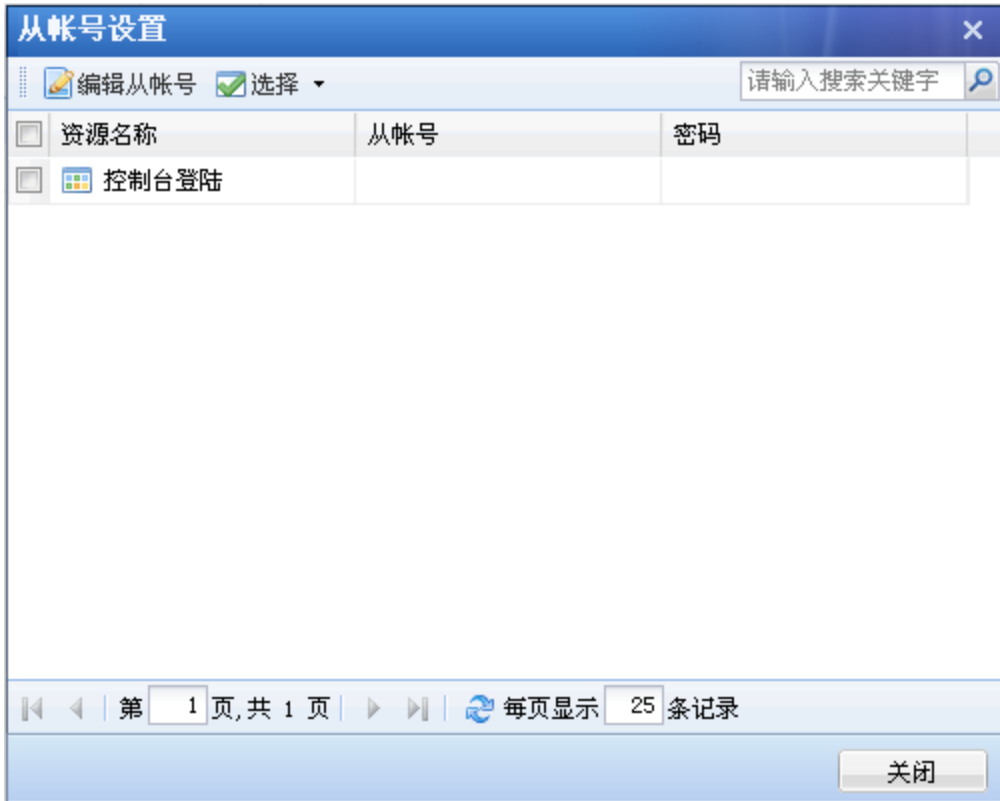 从帐号设置
编辑从帐号 选择 请输入搜索关键字
资源名称 从帐号 密码
控制台登陆
第 1 页,共 1 页 每页显示 25 条记录
关闭